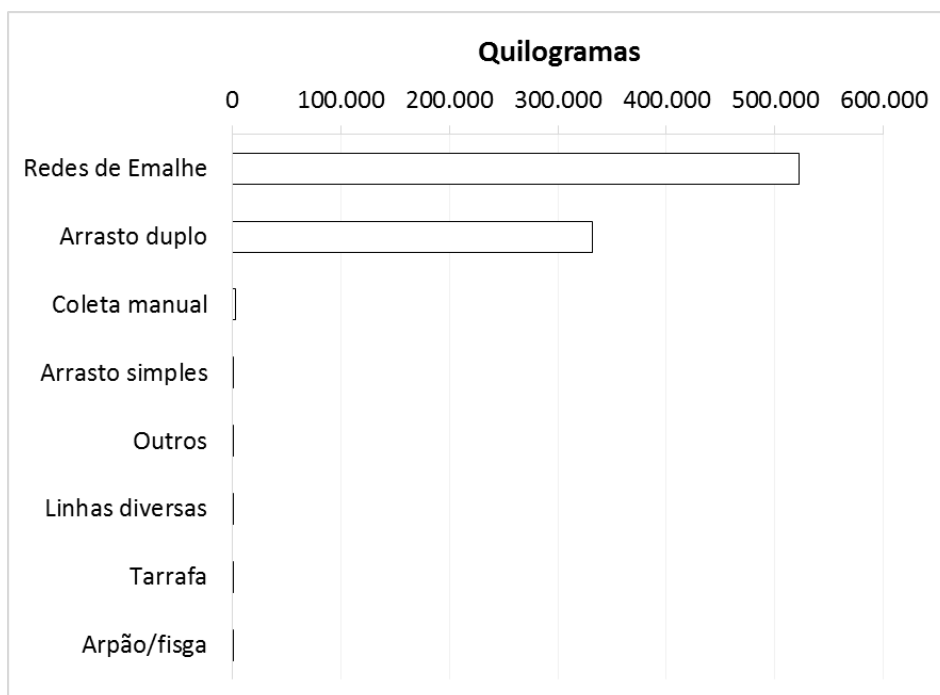 Quilogramas
0 100.000 200.000 300.000 400.000 500.000 600.000
Redes de Emalhe
Arrasto duplo
Coleta manual
Arrasto simples
Outros
Linhas diversas
Tarrafa
Arpão/fisga